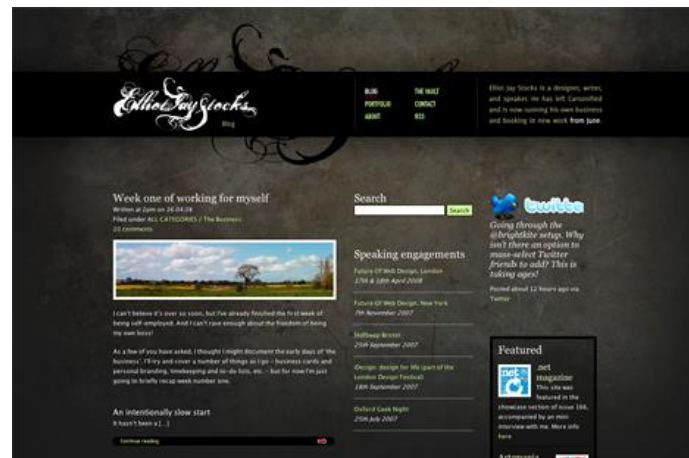 Elliot Jay Stocks
Blog
BLOG
PORTFOLIO
ABOUT
THE VAULT
CONTACT
RSS
Elliot Jay Stocks is a designer, writer,
and speaker. He has left Carsonified
and is now running his own business
and booking in new work from June.
Week one of working for myself
Written at 2pm on 26.04.08
Filed under ALL CATEGORIES / The Business
20 comments
I can't believe it's over so soon, but I've already finished the first week of
being self-employed. And I can't rave enough about the freedom of being
my own boss!
As a few of you have asked, I thought I might document the early days of 'the
business'. I'll try and cover a number of things as I go – business cards and
personal branding, timekeeping and to-do lists, etc. – but for now I'm just
going to briefly recap week number one.
An intentionally slow start
It hasn't been a [...]
Continue reading
Search
Search
Speaking engagements
Future Of Web Design, London
17th & 18th April 2008
Future Of Web Design, New York
7th November 2007
SkillSwap Bristol
25th September 2007
iDesign: design for life (part of the
London Design Festival)
18th September 2007
Oxford Geek Night
25th July 2007
twitter
Going through the
@brightkite setup. Why
isn't there an option to
mass-select Twitter
friends to add? This is
taking ages!
Posted about 12 hours ago via
Twitter
Featured
.net
.net
magazine
This site was
featured in the
showcase section of issue 166,
accompanied by an mini
interview with me. More info
here